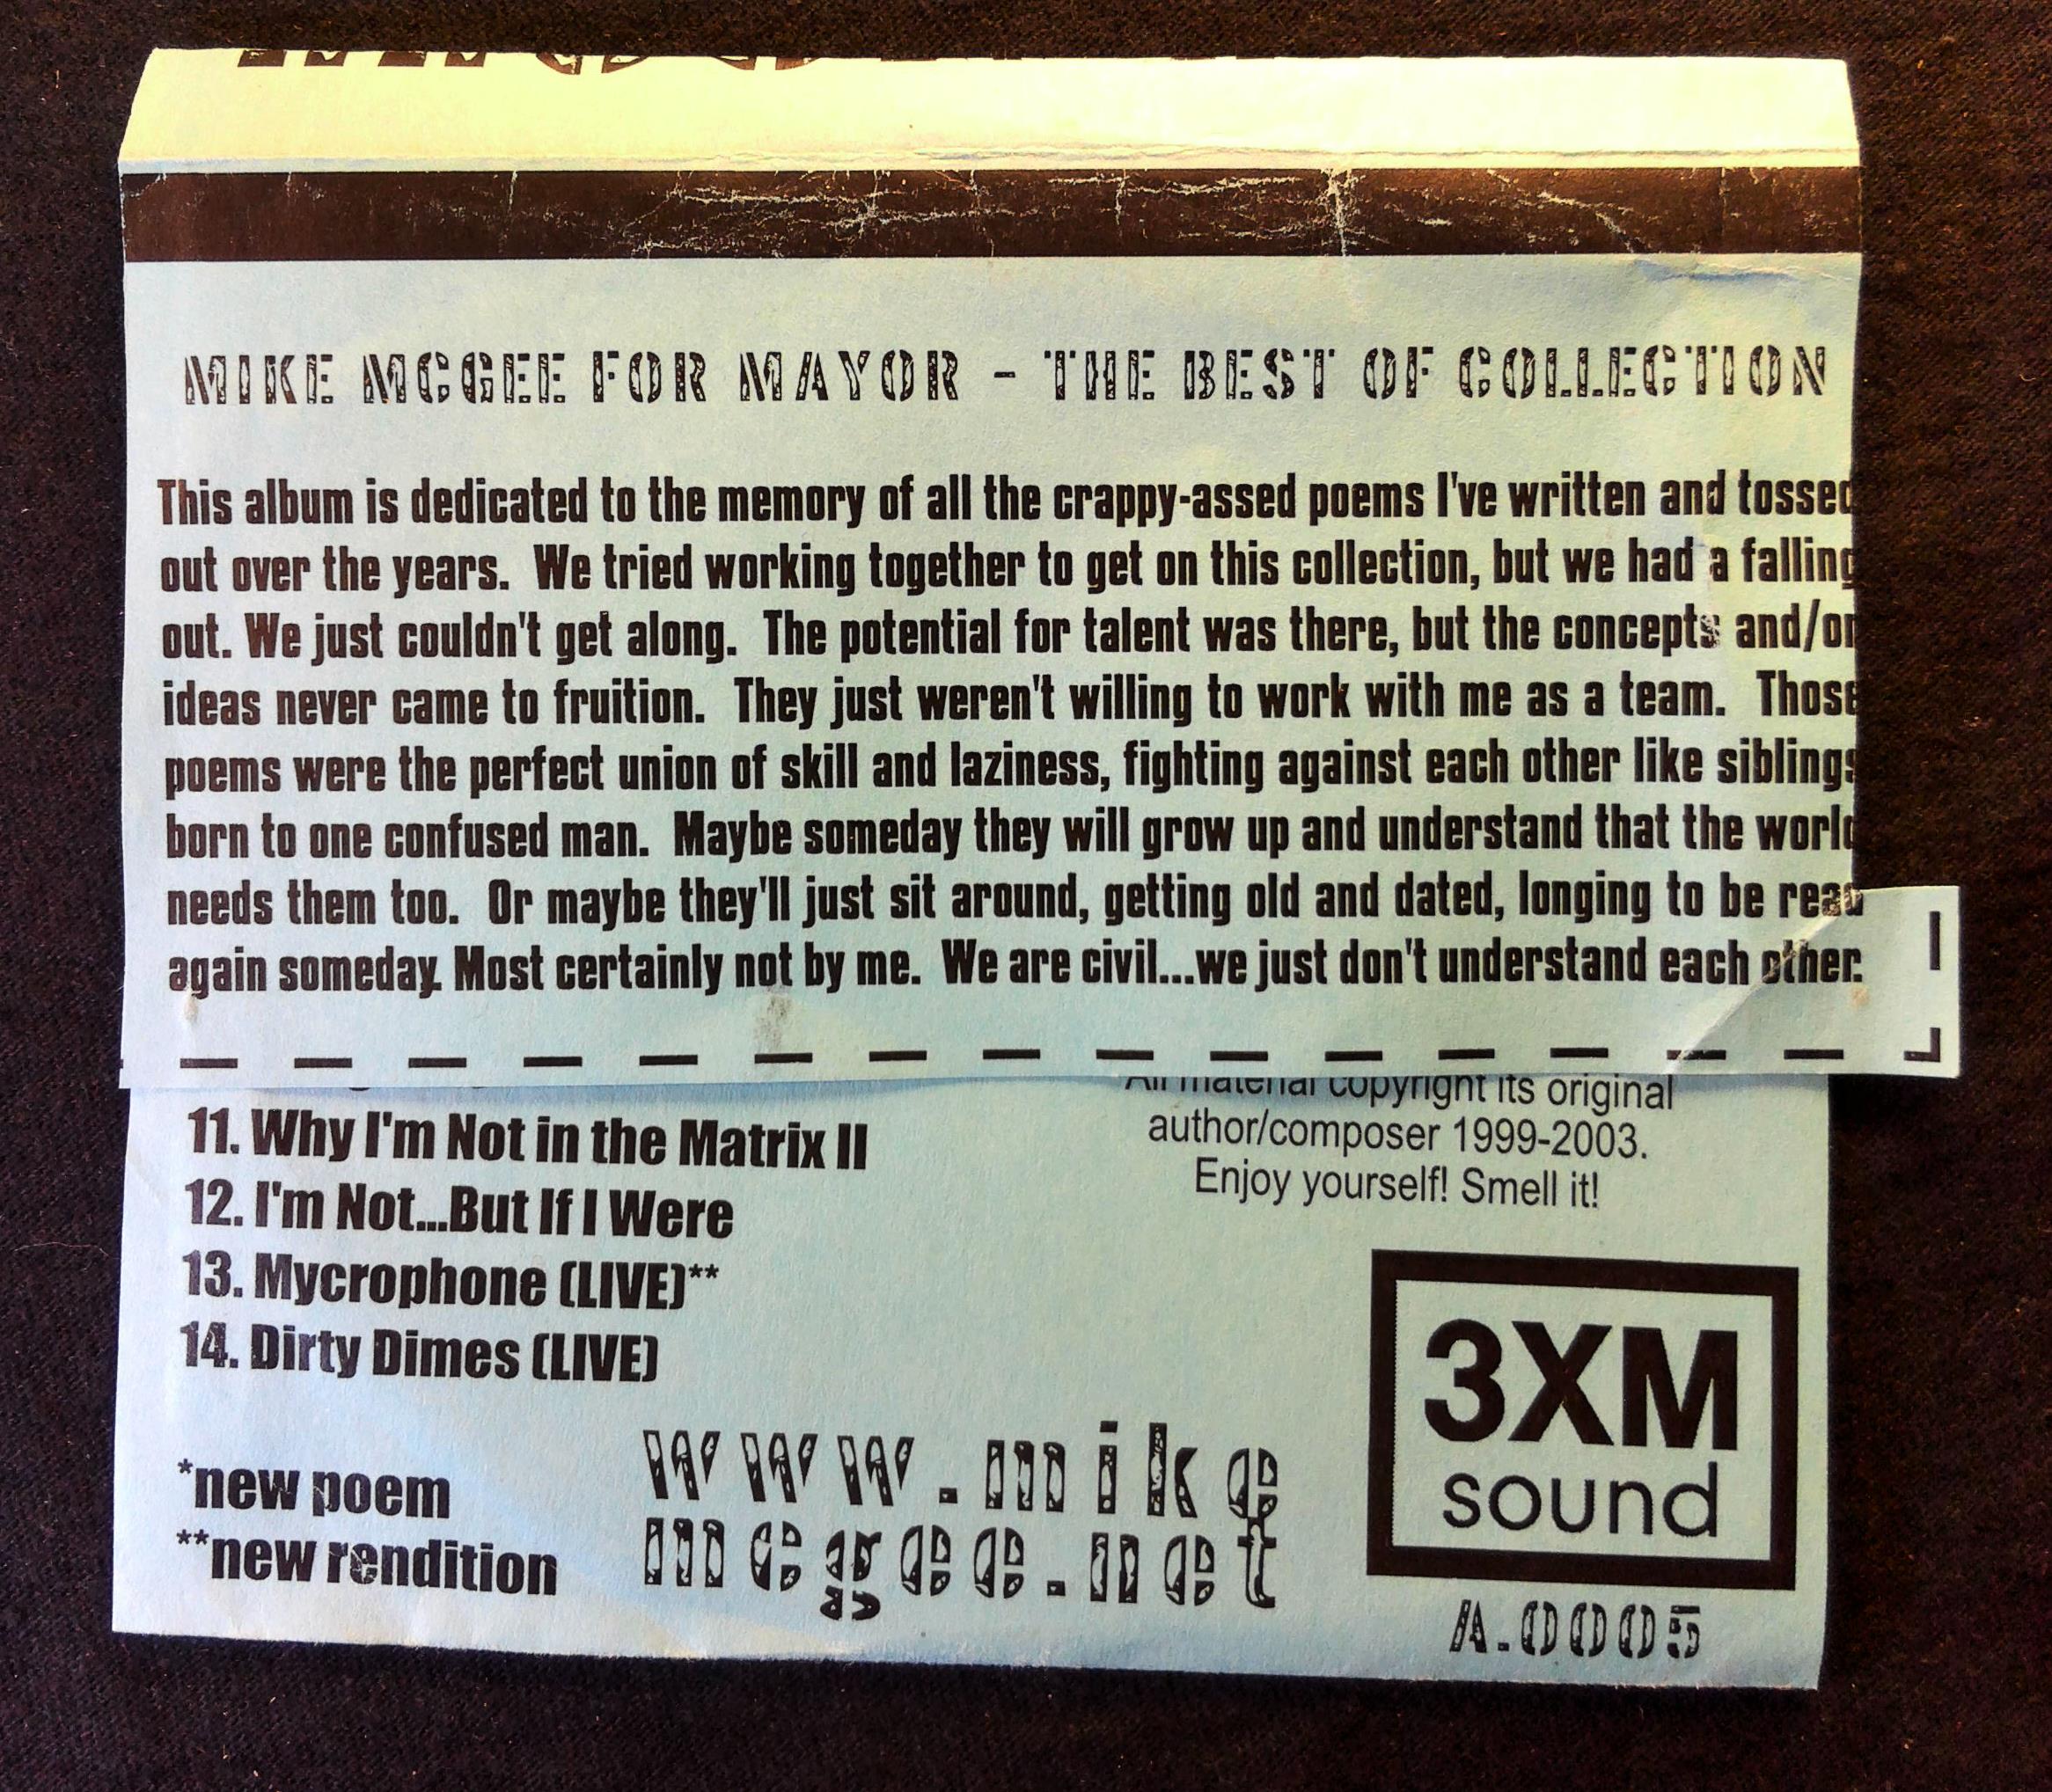 MIKE MCGEE FOR MAYOR - THE BEST OF COLLECTION
This album is dedicated to the memory of all the crappy-assed poems I've written and tossed
out over the years. We tried working together to get on this collection, but we had a falling
out. We just couldn't get along. The potential for talent was there, but the concepts and/or
ideas never came to fruition. They just weren't willing to work with me as a team. Those
poems were the perfect union of skill and laziness, fighting against each other like siblings
born to one confused man. Maybe someday they will grow up and understand that the world
needs them too. Or maybe they'll just sit around, getting old and dated, longing to be read
again someday. Most certainly not by me. We are civil...we just don't understand each other.
All material copyright its original
author/composer 1999-2003.
Enjoy yourself! Smell it!
11. Why I'm Not in the Matrix II
12. I'm Not...But If I Were
13. Mycrophone (LIVE)**
14. Dirty Dimes (LIVE)
*new poem
**new rendition
www.mike
mcgee.net
3XM
sound
A.0005